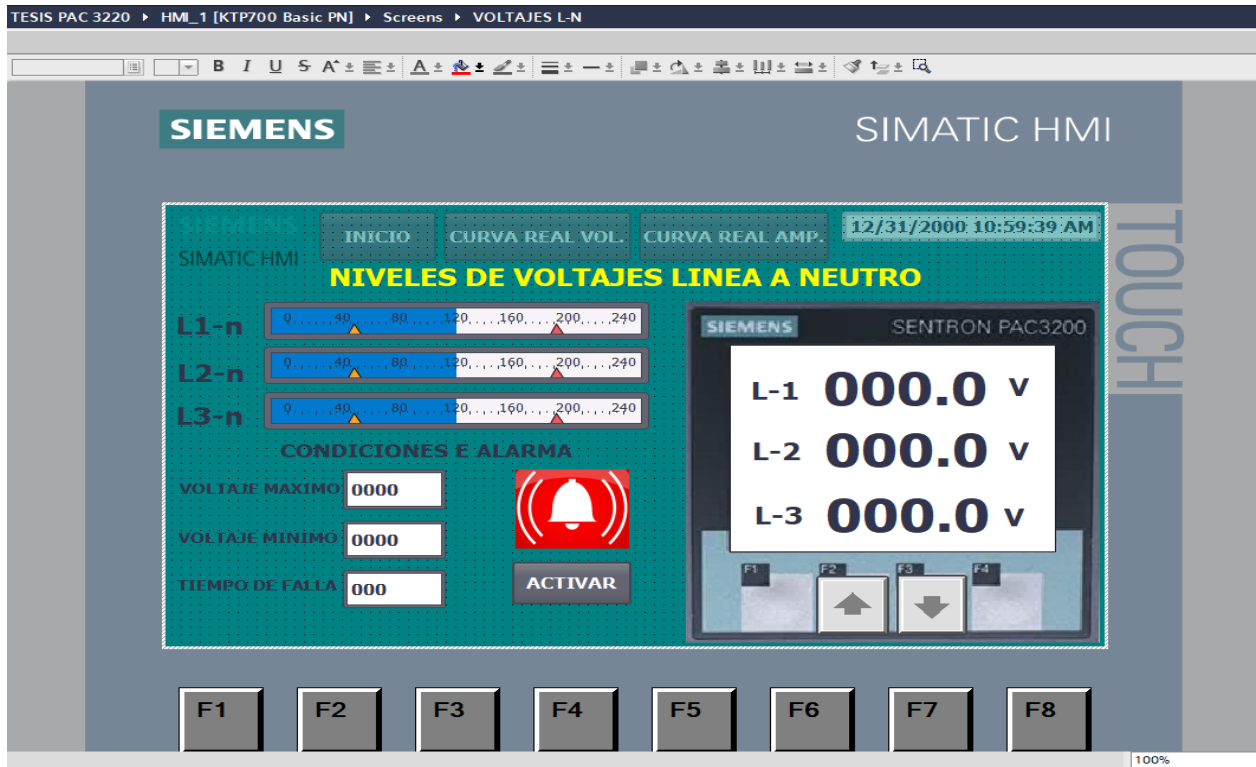 TESIS PAC 3220 ▸ HMI_1 [KTP700 Basic PN] ▸ Screens ▸ VOLTAJES L-N
B I U S A A
SIEMENS SIMATIC HMI
TOUCH
SIEMENS
SIMATIC HMI
INICIO CURVA REAL VOL. CURVA REAL AMP. 12/31/2000 10:59:39 AM
NIVELES DE VOLTAJES LINEA A NEUTRO
L1-n 0 40 80 120 160 200 240
L2-n 0 40 80 120 160 200 240
L3-n 0 40 80 120 160 200 240
CONDICIONES E ALARMA
VOLTAJE MAXIMO 0000
VOLTAJE MINIMO 0000
TIEMPO DE FALLA 000
ACTIVAR
SIEMENS SENTRON PAC3200
L-1 000.0 V
L-2 000.0 V
L-3 000.0 V
F1 F2 F3 F4
F1 F2 F3 F4 F5 F6 F7 F8
100%